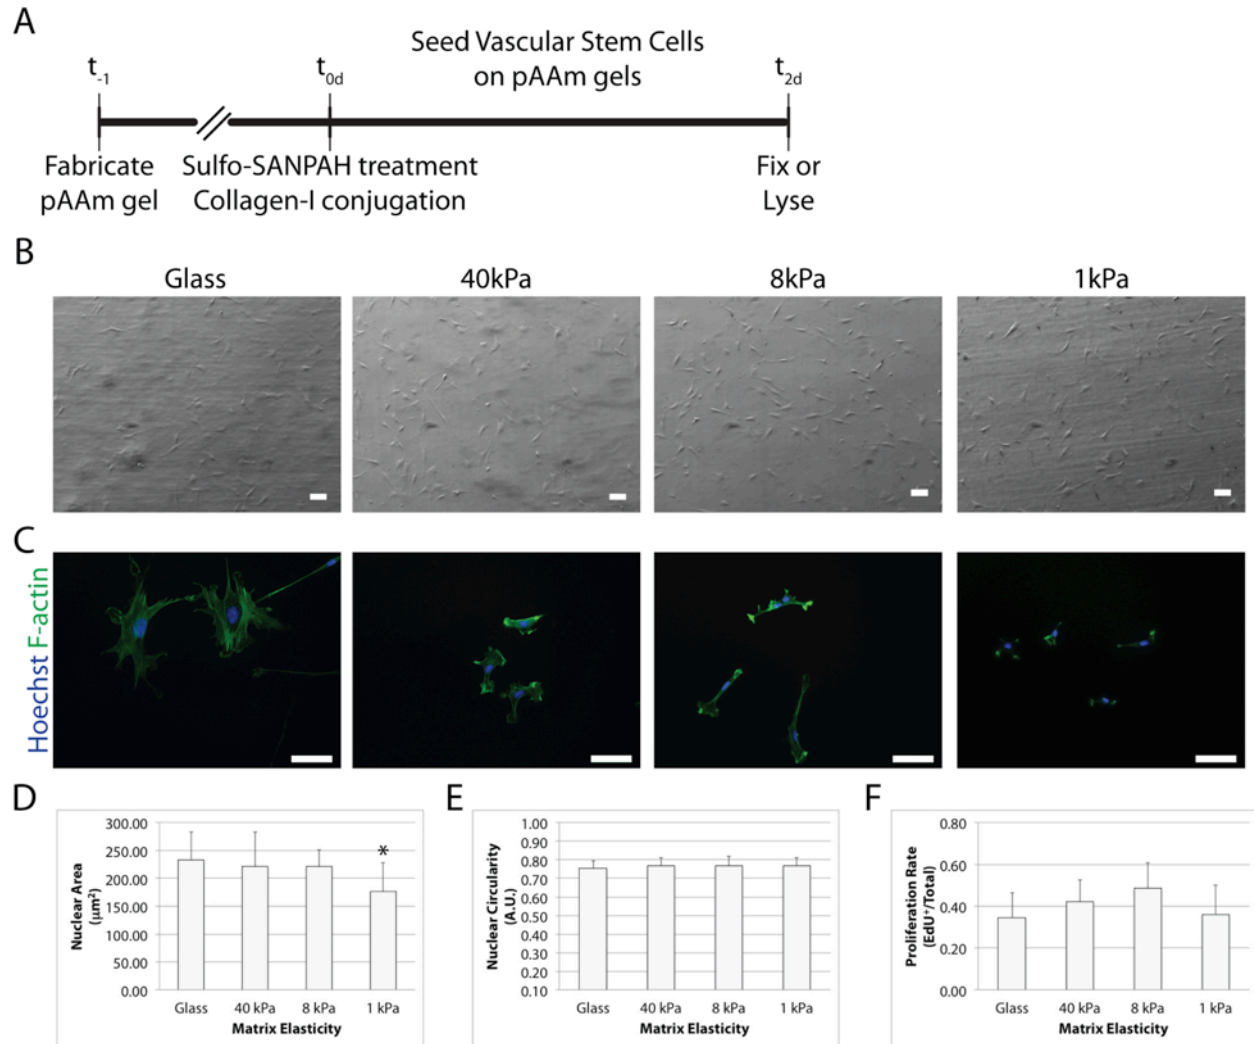 A
Seed Vascular Stem Cells
on pAAm gels
t-1
t0d
t2d
Fabricate
pAAm gel
Sulfo-SANPAH treatment
Collagen-I conjugation
Fix or
Lyse
B
Glass
40kPa
8kPa
1kPa
C
Hoechst F-actin
D
300.00
250.00
200.00
150.00
100.00
50.00
0.00
Nuclear Area
(μm²)
*
Glass
40 kPa
8 kPa
1 kPa
Matrix Elasticity
E
1.00
0.90
0.80
0.70
0.60
0.50
0.40
0.30
0.20
0.10
Nuclear Circularity
(A.U.)
Glass
40 kPa
8 kPa
1 kPa
Matrix Elasticity
F
0.80
0.60
0.40
0.20
0.00
Proliferation Rate
(EdU⁺/Total)
Glass
40 kPa
8 kPa
1 kPa
Matrix Elasticity